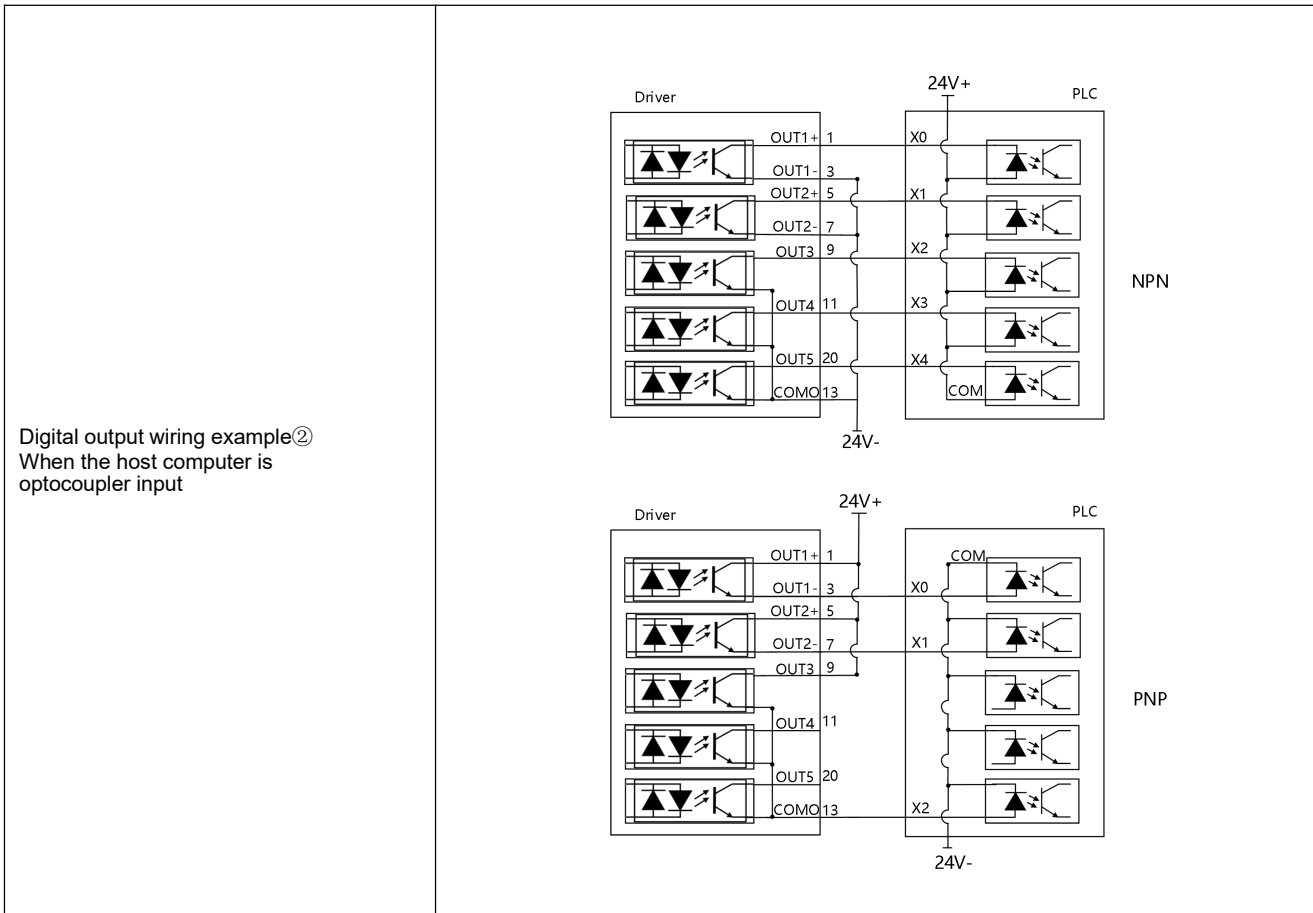 Digital output wiring example②
When the host computer is
optocoupler input
24V+
Driver
PLC
OUT1+ 1 X0
OUT1- 3
OUT2+ 5 X1
OUT2- 7
OUT3 9 X2
OUT4 11 X3
OUT5 20 X4
COMO 13 COM
24V-
NPN
24V+
Driver
PLC
OUT1+ 1 COM
OUT1- 3 X0
OUT2+ 5
OUT2- 7 X1
OUT3 9
OUT4 11
OUT5 20
COMO 13 X2
24V-
PNP